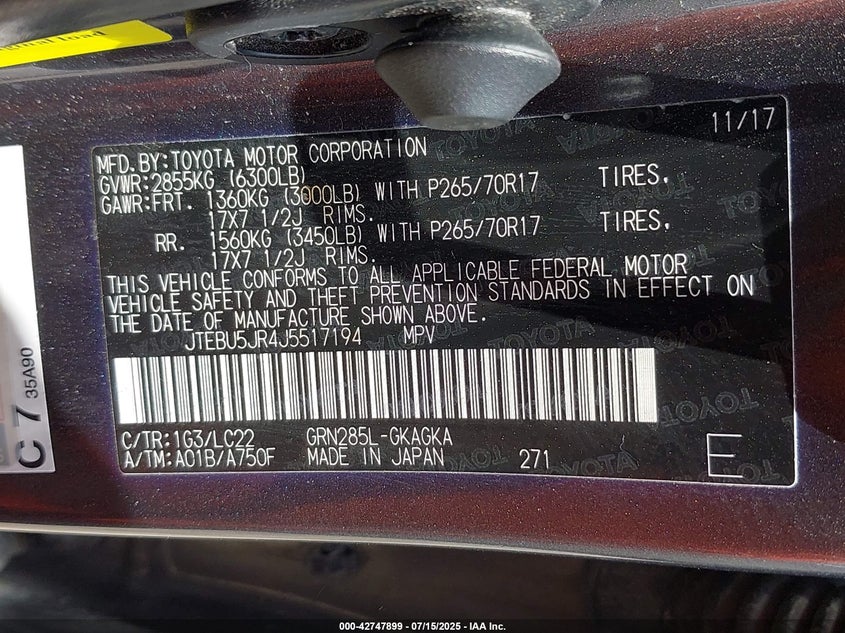 11/17
MFD.BY:TOYOTA MOTOR CORPORATION
GVWR:2855KG (6300LB)
GAWR:FRT. 1360KG (3000LB) WITH P265/70R17 TIRES,
17X7 1/2J RIMS.
RR. 1560KG (3450LB) WITH P265/70R17 TIRES,
17X7 1/2J RIMS.
THIS VEHICLE CONFORMS TO ALL APPLICABLE FEDERAL MOTOR
VEHICLE SAFETY AND THEFT PREVENTION STANDARDS IN EFFECT ON
THE DATE OF MANUFACTURE SHOWN ABOVE.
JTEBU5JR4J5517194 MPV
C/TR:1G3/LC22 GRN285L-GKAGKA
A/TM:A01B/A750F MADE IN JAPAN 271 E
C 7 35A90
000-42747899 - 07/15/2025 - IAA Inc.